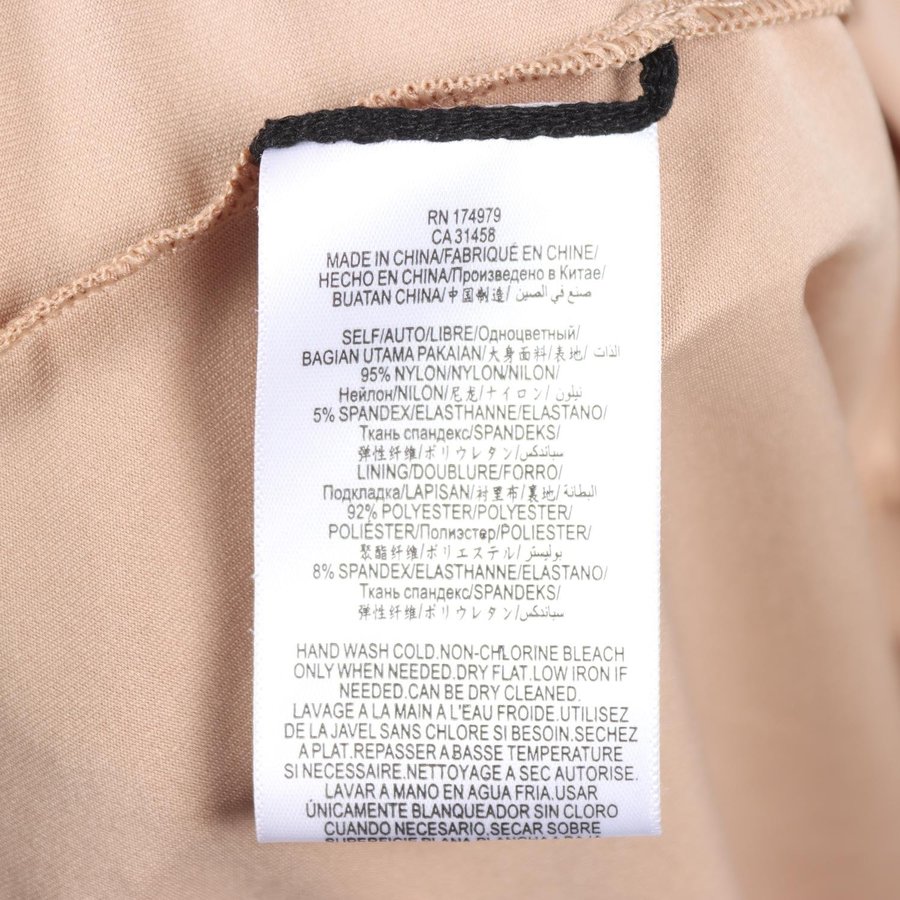 RN 174979
CA 31458
MADE IN CHINA/FABRIQUÉ EN CHINE/
HECHO EN CHINA/Произведено в Китае/
BUATAN CHINA/中国制造/صنع في الصين
SELF/AUTO/LIBRE/Одноцветный/
BAGIAN UTAMA PAKAIAN/大身面料/表地/الذات
95% NYLON/NYLON/NILON/
Нейлон/NILON/尼龙/ナイロン/نيلون
5% SPANDEX/ELASTHANNE/ELASTANO/
Ткань спандекс/SPANDEKS/
弹性纤维/ポリウレタン/سباندكس
LINING/DOUBLURE/FORRO/
Подкладка/LAPISAN/衬里布/裏地/البطانة
92% POLYESTER/POLYESTER/
POLIÉSTER/Полиэстер/POLIESTER/
聚酯纤维/ポリエステル/بوليستر
8% SPANDEX/ELASTHANNE/ELASTANO/
Ткань спандекс/SPANDEKS/
弹性纤维/ポリウレタン/سباندكس
HAND WASH COLD.NON-CHLORINE BLEACH
ONLY WHEN NEEDED.DRY FLAT.LOW IRON IF
NEEDED.CAN BE DRY CLEANED.
LAVAGE A LA MAIN A L'EAU FROIDE.UTILISEZ
DE LA JAVEL SANS CHLORE SI BESOIN.SECHEZ
A PLAT.REPASSER A BASSE TEMPERATURE
SI NECESSAIRE.NETTOYAGE A SEC AUTORISE.
LAVAR A MANO EN AGUA FRIA.USAR
ÚNICAMENTE BLANQUEADOR SIN CLORO
CUANDO NECESARIO.SECAR SOBRE